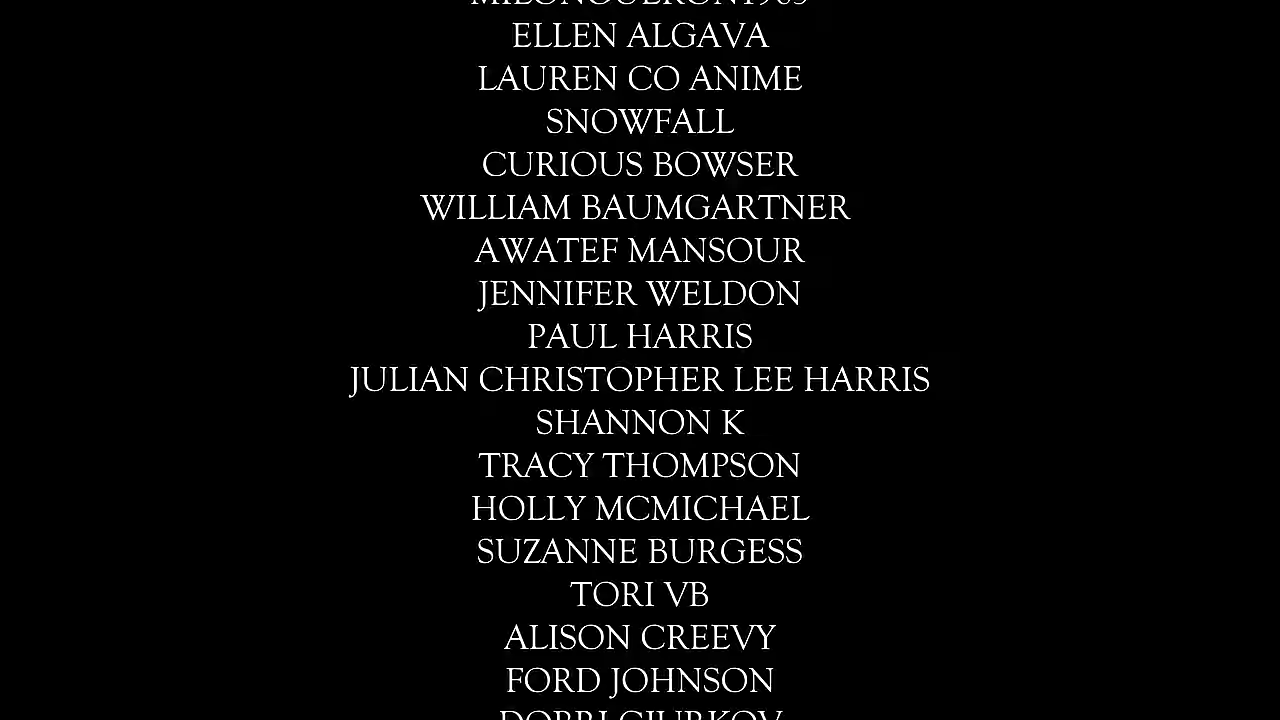 ELLEN ALGAVA
LAUREN CO ANIME
SNOWFALL
CURIOUS BOWSER
WILLIAM BAUMGARTNER
AWATEF MANSOUR
JENNIFER WELDON
PAUL HARRIS
JULIAN CHRISTOPHER LEE HARRIS
SHANNON K
TRACY THOMPSON
HOLLY MCMICHAEL
SUZANNE BURGESS
TORI VB
ALISON CREEVY
FORD JOHNSON